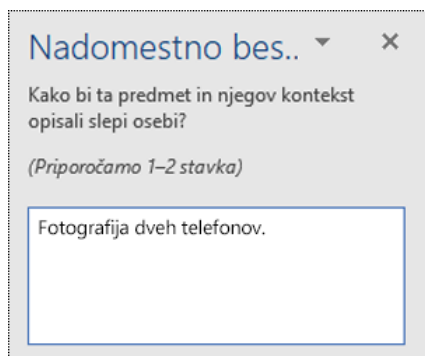 Nadomestno bes..
Kako bi ta predmet in njegov kontekst
opisali slepi osebi?
(Priporočamo 1–2 stavka)
Fotografija dveh telefonov.